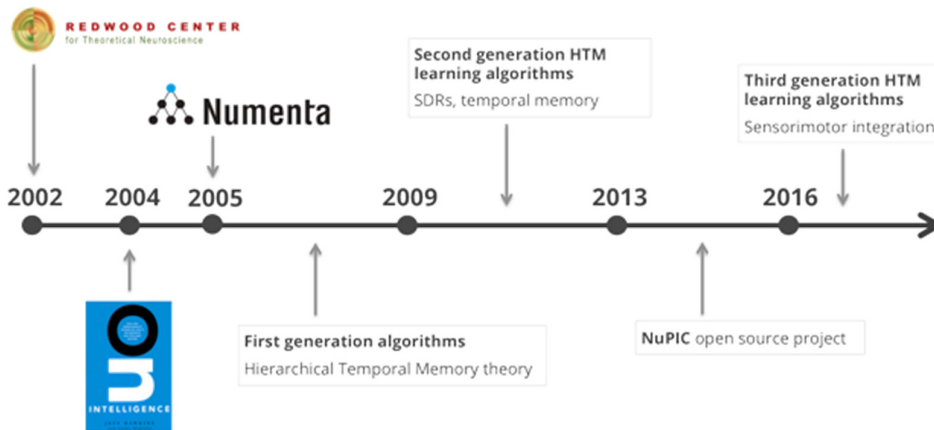 REDWOOD CENTER
for Theoretical Neuroscience
Numenta
Second generation HTM
learning algorithms
SDRs, temporal memory
Third generation HTM
learning algorithms
Sensorimotor integration
2002
2004
2005
2009
2013
2016
On
INTELLIGENCE
First generation algorithms
Hierarchical Temporal Memory theory
NuPIC open source project